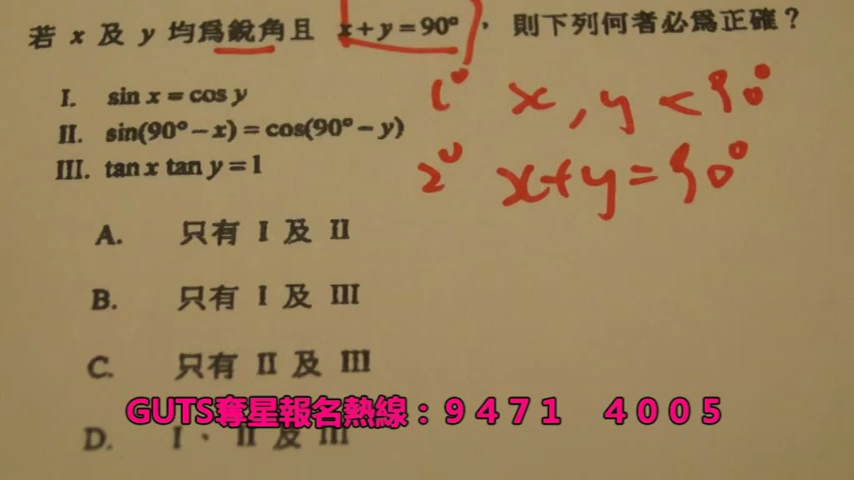 若 x 及 y 均為銳角且 x+y=90°，則下列何者必為正確？
I. sin x = cos y
II. sin(90°－x) = cos(90°－y)
III. tan x tan y = 1
1° x, y < 90°
2° x+y=90°
A. 只有 I 及 II
B. 只有 I 及 III
C. 只有 II 及 III
GUTS奪星報名熱線：９４７１　４００５
D. I、II 及 III